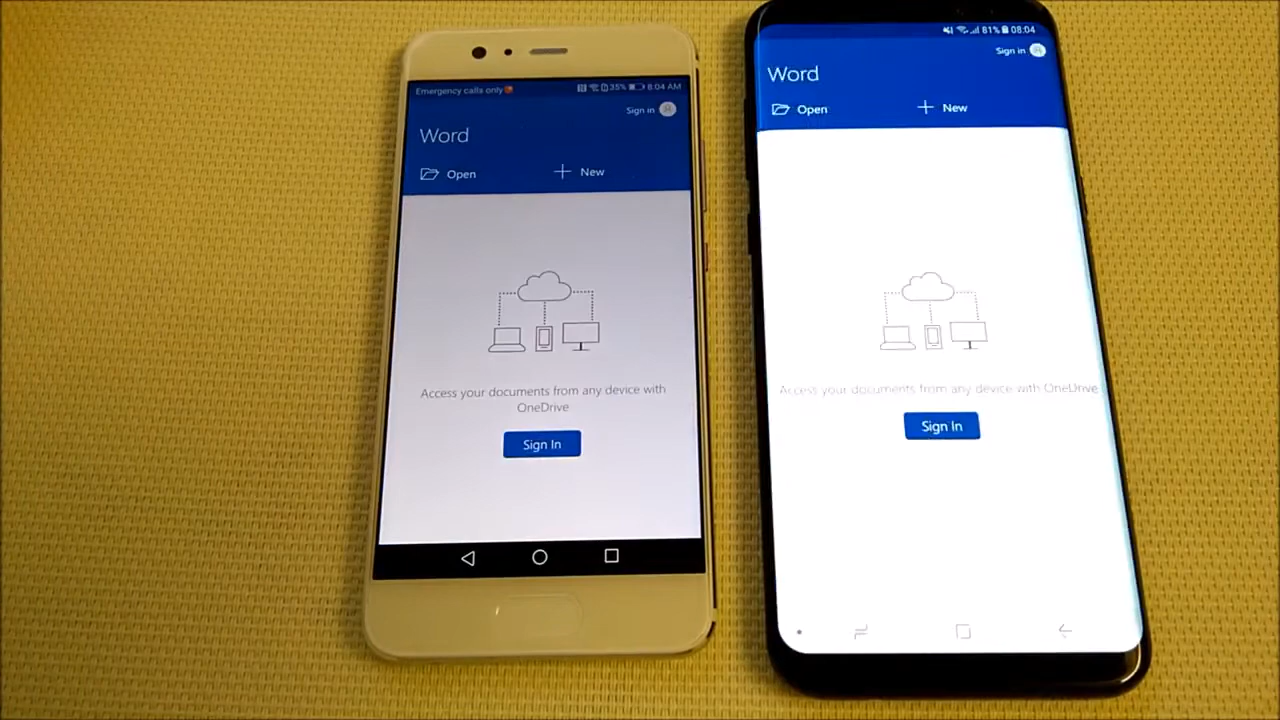 Emergency calls only
35% 8:04 AM
Sign in
Word
Open
New
Access your documents from any device with
OneDrive
Sign In
81% 08:04
Sign in
Word
Open
New
Access your documents from any device with OneDrive
Sign In